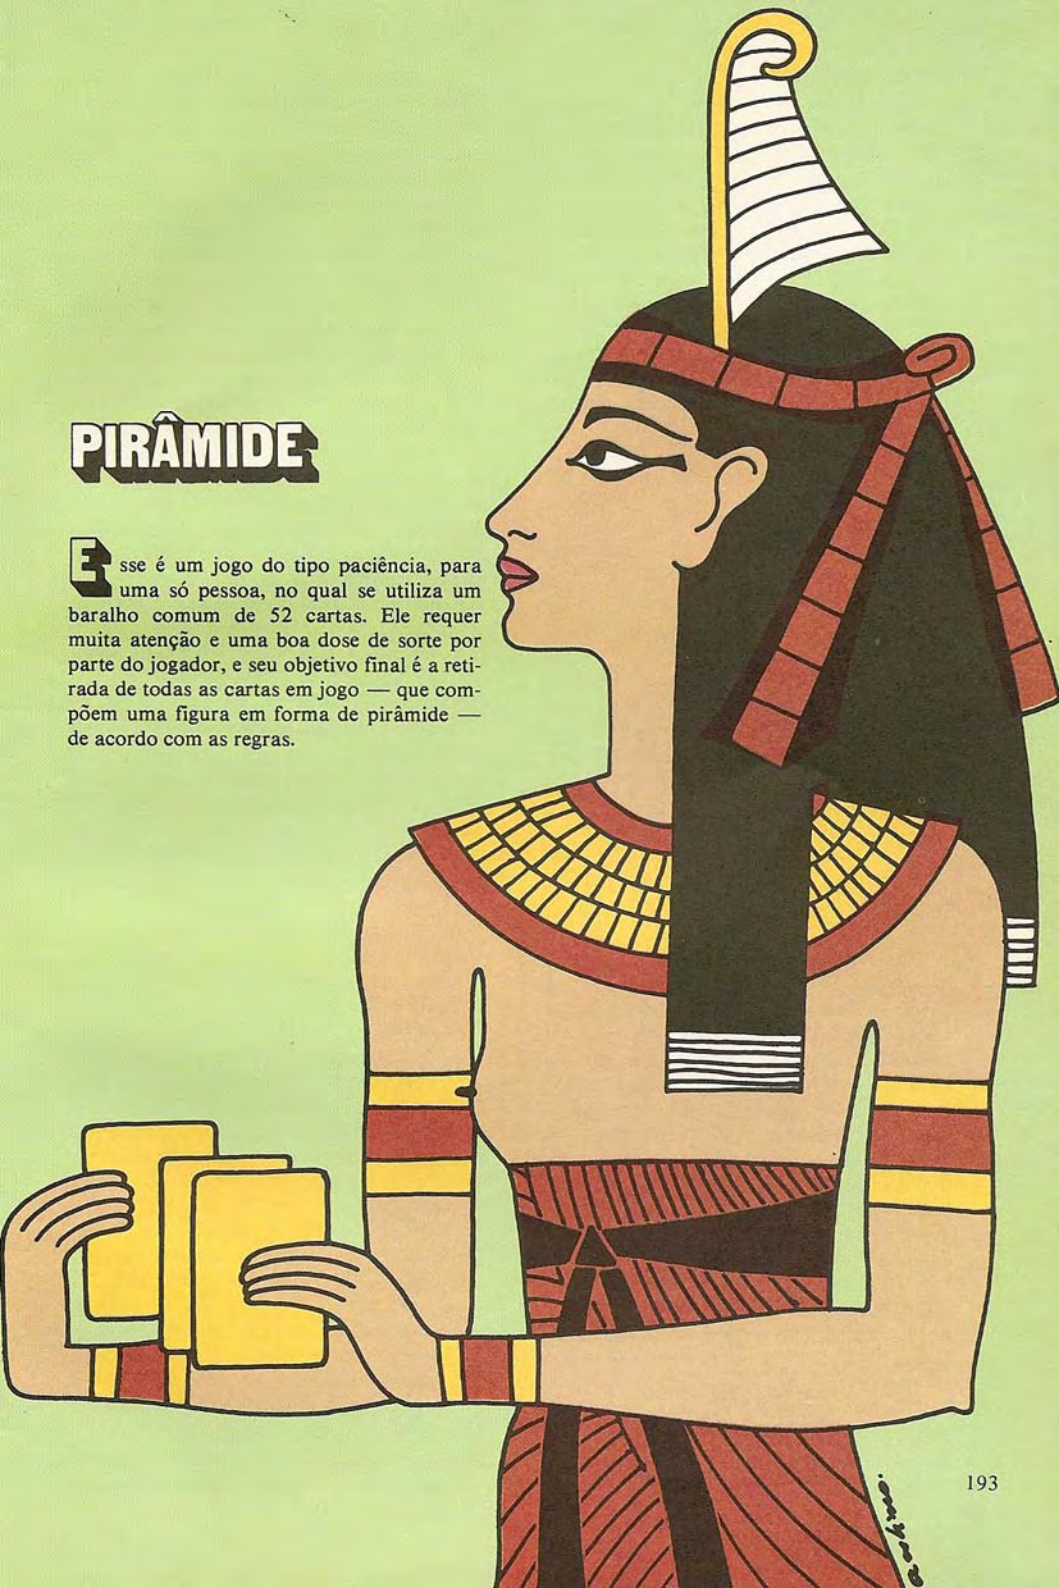 PIRÂMIDE
Esse é um jogo do tipo paciência, para
uma só pessoa, no qual se utiliza um
baralho comum de 52 cartas. Ele requer
muita atenção e uma boa dose de sorte por
parte do jogador, e seu objetivo final é a reti-
rada de todas as cartas em jogo — que com-
põem uma figura em forma de pirâmide —
de acordo com as regras.
193